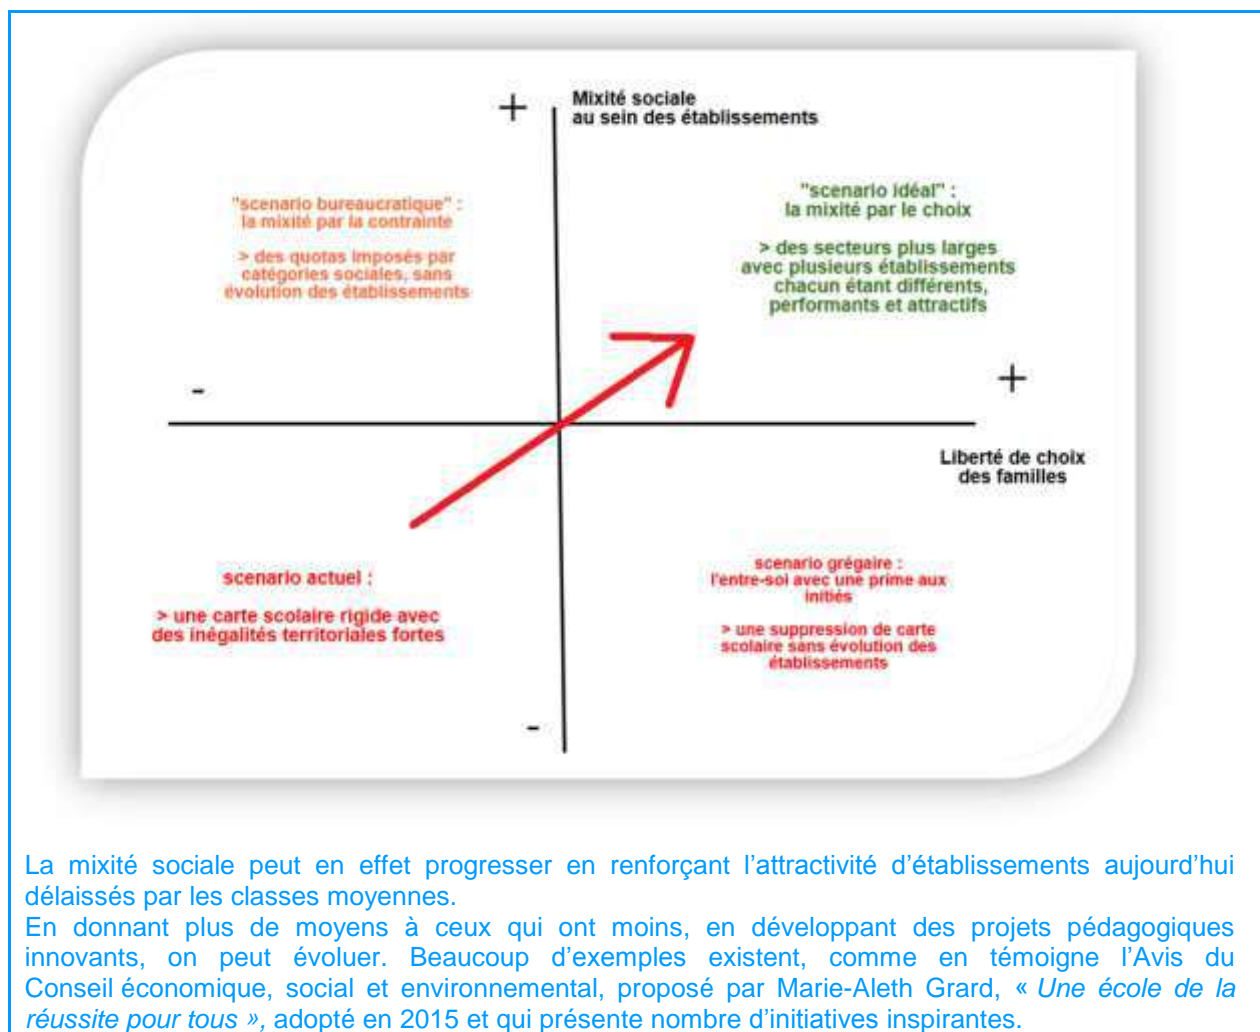 +
Mixité sociale
au sein des établissements
"scenario bureaucratique" :
la mixité par la contrainte
> des quotas imposés par
catégories sociales, sans
évolution des établissements
"scenario idéal" :
la mixité par le choix
> des secteurs plus larges
avec plusieurs établissements
chacun étant différents,
performants et attractifs
-
+
Liberté de choix
des familles
scenario actuel :
> une carte scolaire rigide avec
des inégalités territoriales fortes
scenario grégaire :
l'entre-soi avec une prime aux
initiés
> une suppression de carte
scolaire sans évolution des
établissements
-
La mixité sociale peut en effet progresser en renforçant l’attractivité d’établissements aujourd’hui
délaissés par les classes moyennes.
En donnant plus de moyens à ceux qui ont moins, en développant des projets pédagogiques
innovants, on peut évoluer. Beaucoup d’exemples existent, comme en témoigne l’Avis du
Conseil économique, social et environnemental, proposé par Marie-Aleth Grard, « Une école de la
réussite pour tous », adopté en 2015 et qui présente nombre d’initiatives inspirantes.